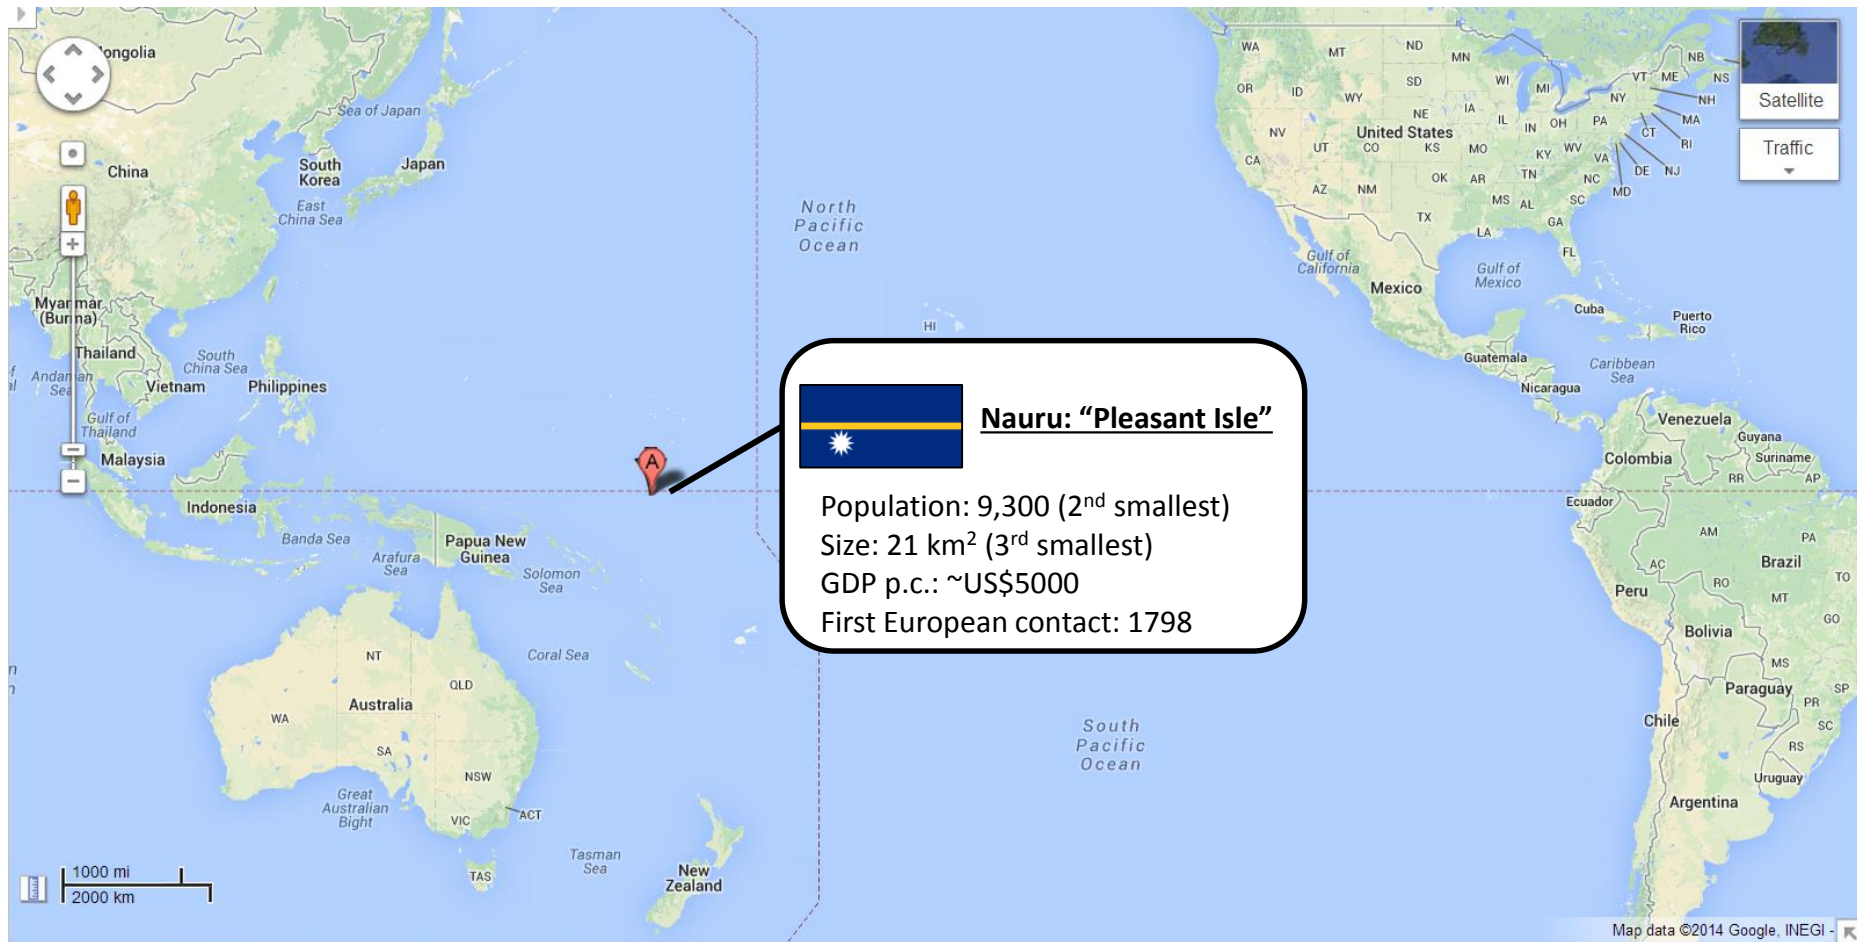 Mongolia
Sea of Japan
China
South
Korea
Japan
East
China Sea
Myanmar
(Burma)
Thailand
South
China Sea
Andaman
Sea
Vietnam
Philippines
Gulf of
Thailand
Malaysia
Indonesia
Banda Sea
Arafura
Sea
Papua New
Guinea
Solomon
Sea
Coral Sea
NT
QLD
Australia
WA
SA
NSW
Great
Australian
Bight
VIC
ACT
TAS
Tasman
Sea
New
Zealand
1000 mi
2000 km
North
Pacific
Ocean
HI
A
Nauru: “Pleasant Isle”
Population: 9,300 (2nd smallest)
Size: 21 km² (3rd smallest)
GDP p.c.: ~US$5000
First European contact: 1798
South
Pacific
Ocean
WA
MT
ND
MN
OR
ID
WY
SD
WI
MI
NY
VT
ME
NB
NS
NH
MA
CT
RI
NV
UT
United States
CO
NE
KS
IA
IL
IN
OH
PA
MO
KY
WV
VA
DE
NJ
MD
CA
AZ
NM
OK
AR
TN
NC
SC
TX
MS
AL
GA
LA
FL
Gulf of
California
Gulf of
Mexico
Mexico
Cuba
Puerto
Rico
Guatemala
Caribbean
Sea
Nicaragua
Venezuela
Guyana
Suriname
Colombia
RR
AP
Ecuador
AM
PA
Brazil
AC
RO
TO
Peru
MT
GO
Bolivia
MS
Paraguay
SP
PR
SC
Chile
RS
Uruguay
Argentina
Satellite
Traffic
Map data ©2014 Google, INEGI -